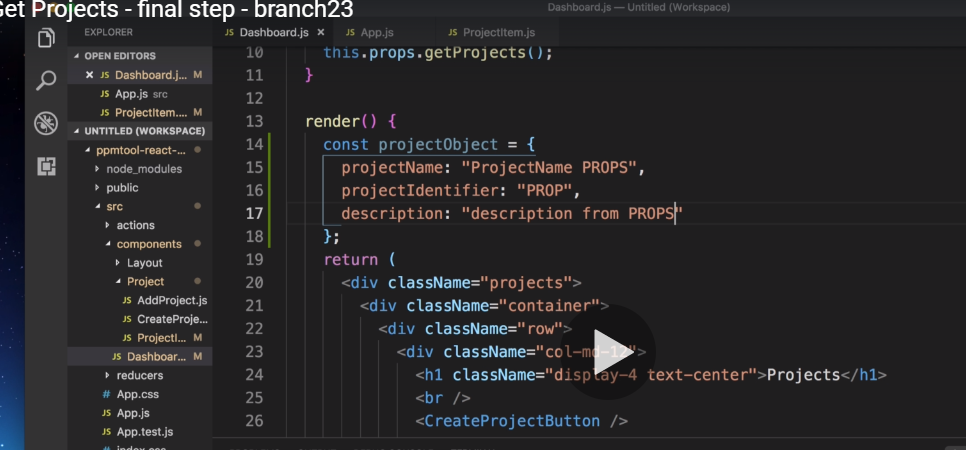 Get Projects - final step - branch23
Dashboard.js — Untitled (Workspace)
EXPLORER
OPEN EDITORS
× JS Dashboard.j... M
JS App.js src
JS ProjectItem.... M
UNTITLED (WORKSPACE)
ppmtool-react-...
node_modules
public
src
actions
components
Layout
Project
JS AddProject.js
JS CreateProje...
JS ProjectI... M
JS Dashboar... M
reducers
# App.css
JS App.js
JS App.test.js
# index.css
JS Dashboard.js ×
JS App.js
JS ProjectItem.js
10 this.props.getProjects();
11 }
12
13 render() {
14 const projectObject = {
15 projectName: "ProjectName PROPS",
16 projectIdentifier: "PROP",
17 description: "description from PROPS"
18 };
19 return (
20 <div className="projects">
21 <div className="container">
22 <div className="row">
23 <div className="col-md-12">
24 <h1 className="display-4 text-center">Projects</h1>
25 <br />
26 <CreateProjectButton />